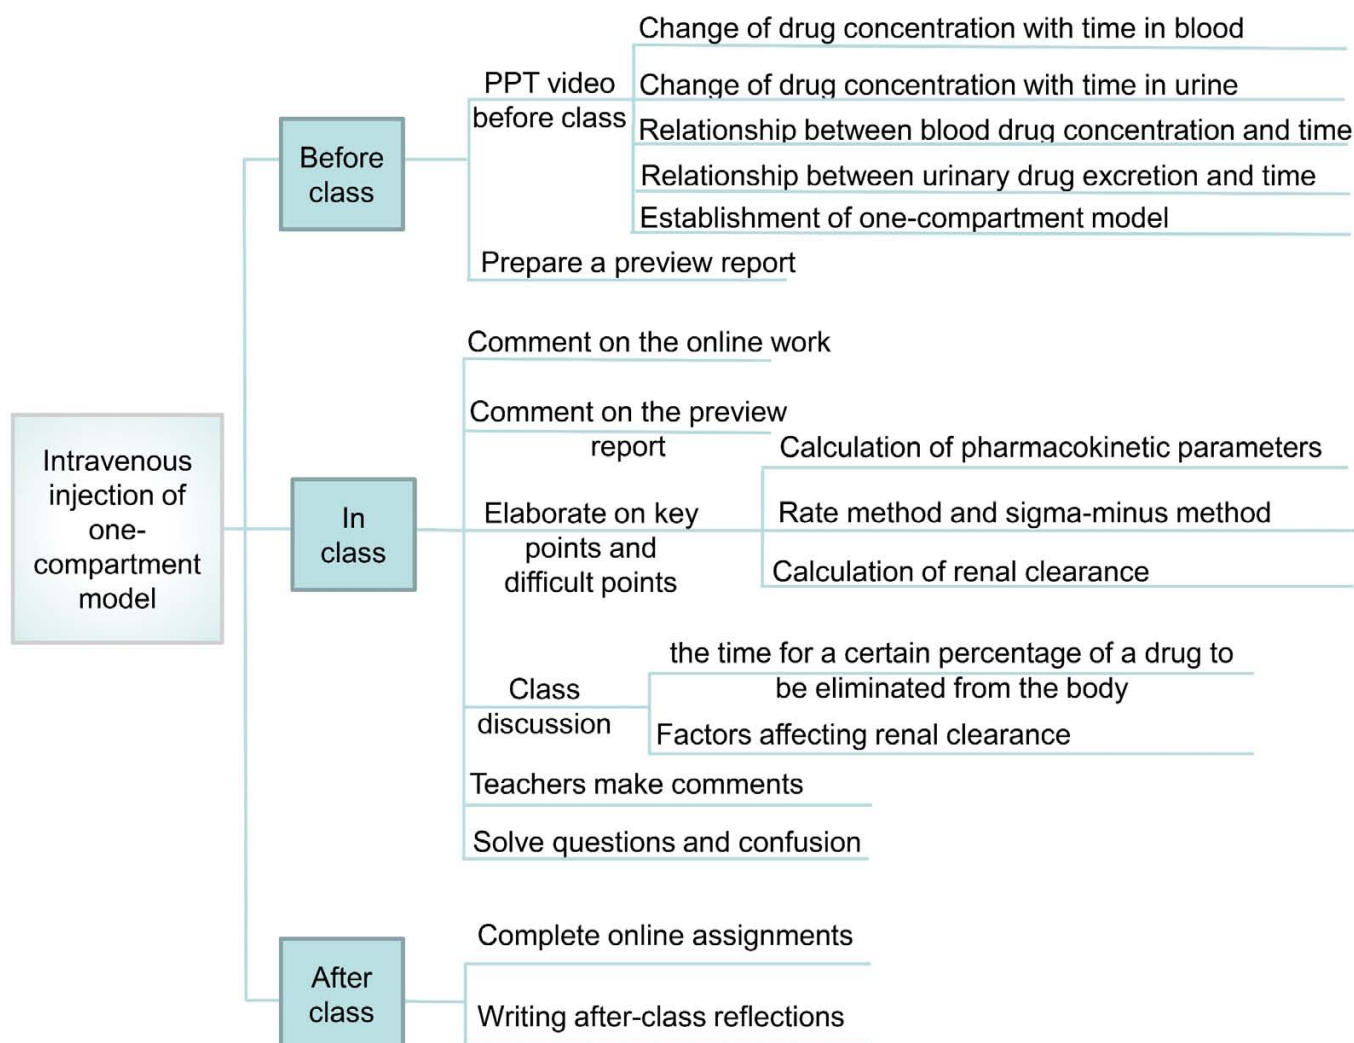 Intravenous
injection of
one-
compartment
model
Before
class
PPT video
before class
Change of drug concentration with time in blood
Change of drug concentration with time in urine
Relationship between blood drug concentration and time
Relationship between urinary drug excretion and time
Establishment of one-compartment model
Prepare a preview report
In
class
Comment on the online work
Comment on the preview
report
Elaborate on key
points and
difficult points
Calculation of pharmacokinetic parameters
Rate method and sigma-minus method
Calculation of renal clearance
Class
discussion
the time for a certain percentage of a drug to
be eliminated from the body
Factors affecting renal clearance
Teachers make comments
Solve questions and confusion
After
class
Complete online assignments
Writing after-class reflections